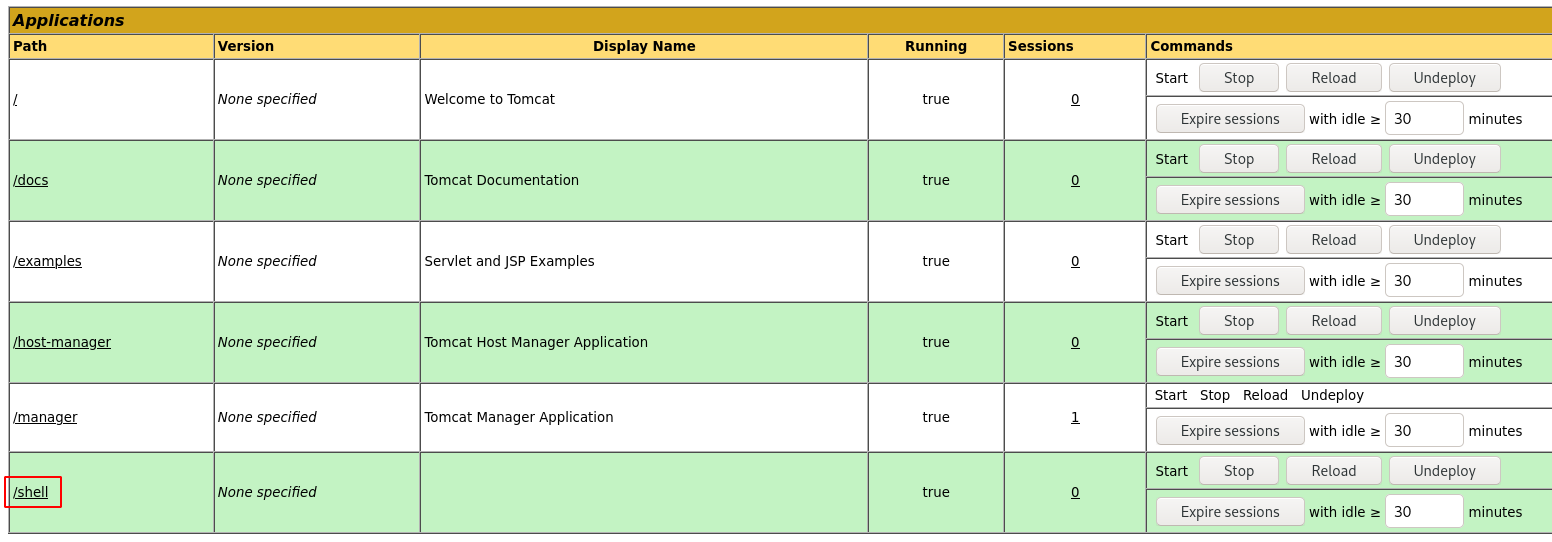 Applications
Path Version Display Name Running Sessions Commands
/ None specified Welcome to Tomcat true 0 Start Stop Reload Undeploy
Expire sessions with idle ≥ 30 minutes
/docs None specified Tomcat Documentation true 0 Start Stop Reload Undeploy
Expire sessions with idle ≥ 30 minutes
/examples None specified Servlet and JSP Examples true 0 Start Stop Reload Undeploy
Expire sessions with idle ≥ 30 minutes
/host-manager None specified Tomcat Host Manager Application true 0 Start Stop Reload Undeploy
Expire sessions with idle ≥ 30 minutes
/manager None specified Tomcat Manager Application true 1 Start Stop Reload Undeploy
Expire sessions with idle ≥ 30 minutes
/shell None specified true 0 Start Stop Reload Undeploy
Expire sessions with idle ≥ 30 minutes